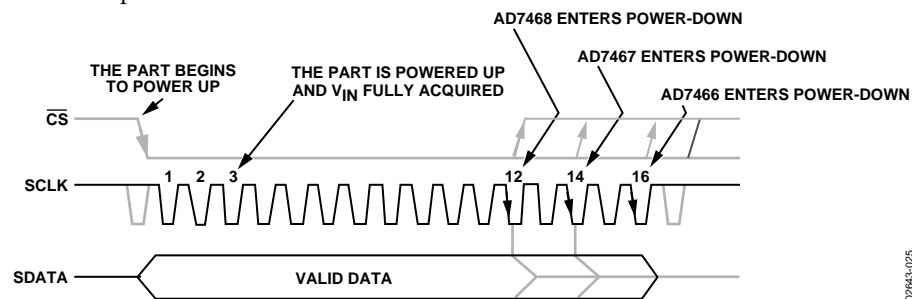 AD7468 ENTERS POWER-DOWN
AD7467 ENTERS POWER-DOWN
THE PART BEGINS
TO POWER UP
THE PART IS POWERED UP
AND VIN FULLY ACQUIRED
AD7466 ENTERS POWER-DOWN
CS
SCLK
1 2 3 12 14 16
SDATA
VALID DATA
02643-025